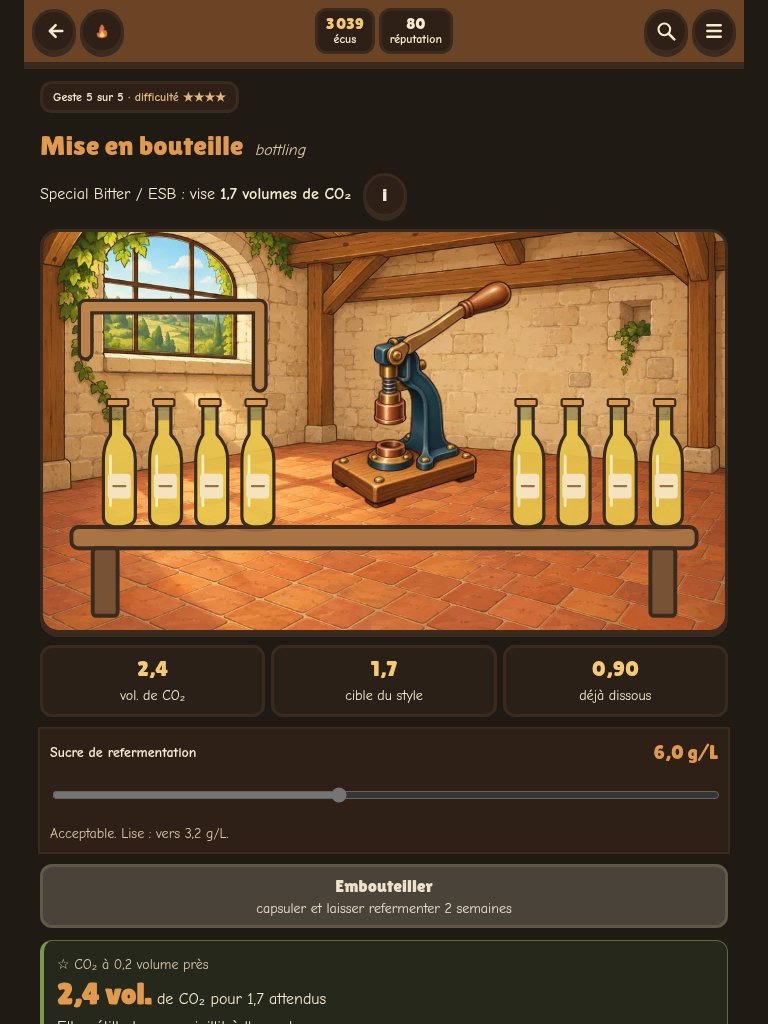 3 039
écus
80
réputation
Geste 5 sur 5 · difficulté ★★★★
Mise en bouteille bottling
Special Bitter / ESB : vise 1,7 volumes de CO₂ i
2,4
vol. de CO₂
1,7
cible du style
0,90
déjà dissous
Sucre de refermentation 6,0 g/L
Acceptable. Lise : vers 3,2 g/L.
Embouteiller
capsuler et laisser refermenter 2 semaines
☆ CO₂ à 0,2 volume près
2,4 vol. de CO₂ pour 1,7 attendus